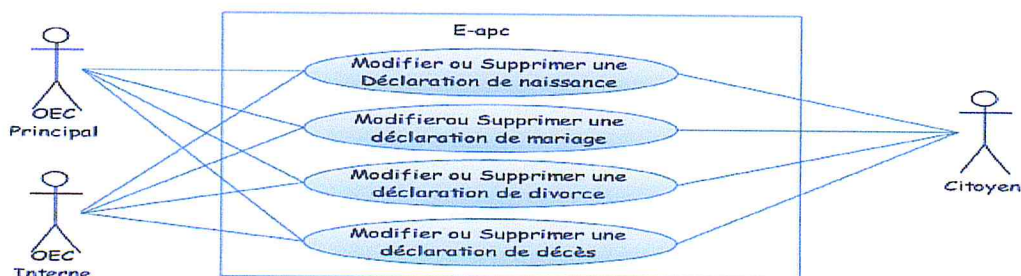 E-apc
Modifier ou Supprimer une
Déclaration de naissance
OEC
Principal
Modifierou Supprimer une
déclaration de mariage
Citoyen
Modifier ou Supprimer une
déclaration de divorce
Modifier ou Supprimer une
déclaration de décès
OEC
Interne